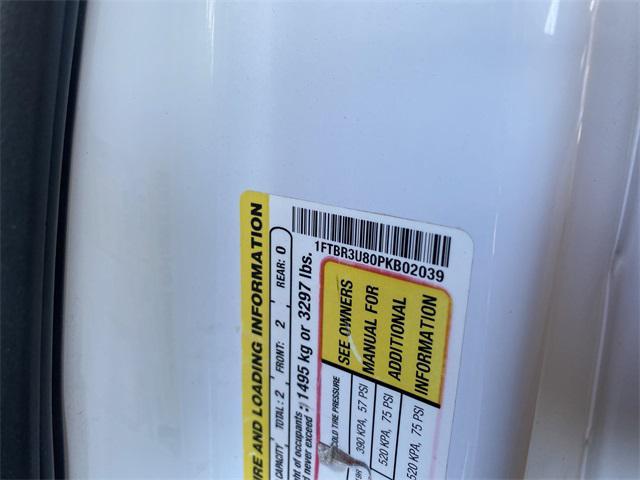 IRE AND LOADING INFORMATION
CAPACITY TOTAL: 2 FRONT: 2 REAR: 0
of occupants
never exceed 1495 kg or 3297 lbs.
1FTBR3U80PKB02039
COLD TIRE PRESSURE
390 KPA, 57 PSI
520 KPA, 75 PSI
520 KPA, 75 PSI
SEE OWNERS
MANUAL FOR
ADDITIONAL
INFORMATION